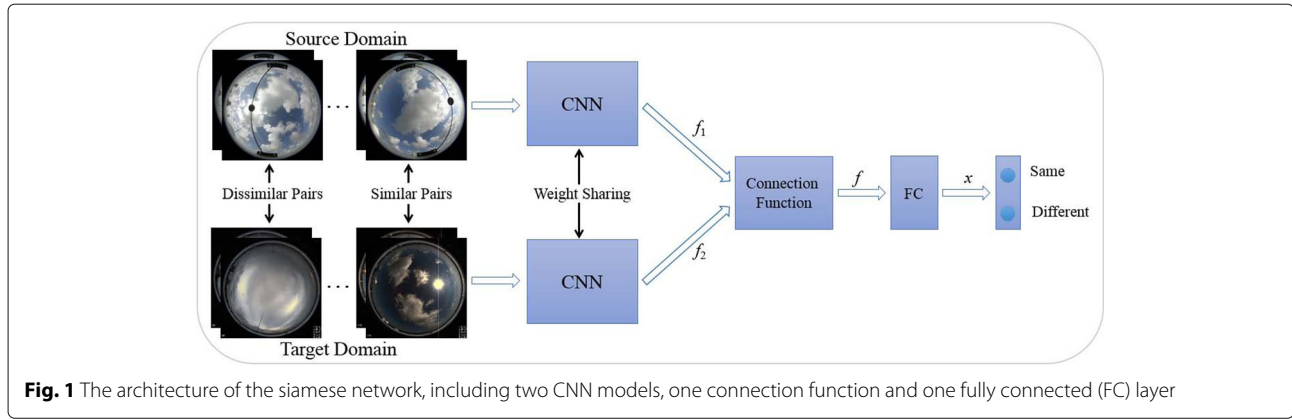 Source Domain
. . .
CNN
f₁
Dissimilar Pairs
Similar Pairs
Weight Sharing
Connection
Function
f
FC
x
Same
Different
f₂
. . .
CNN
Target Domain
Fig. 1 The architecture of the siamese network, including two CNN models, one connection function and one fully connected (FC) layer